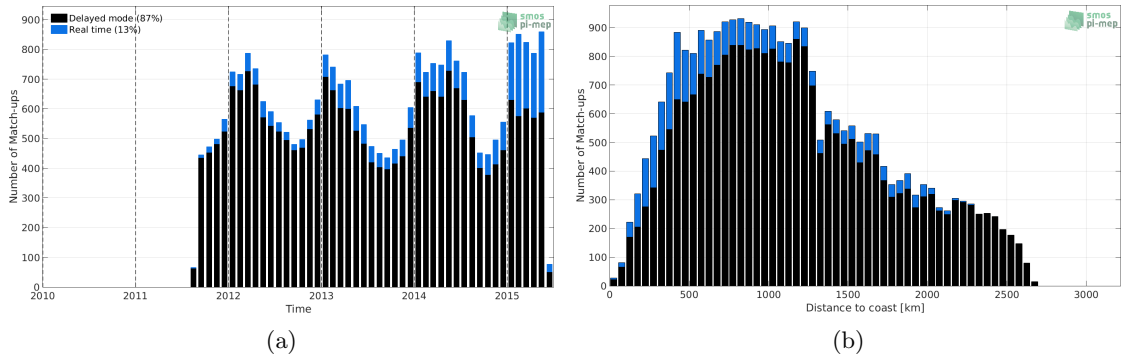 Delayed mode (87%)
Real time (13%)
smos
pi-mep
Number of Match-ups
900
800
700
600
500
400
300
200
100
0
2010
2011
2012
2013
2014
2015
Time
(a)
smos
pi-mep
Number of Match-ups
900
800
700
600
500
400
300
200
100
0
0
500
1000
1500
2000
2500
3000
Distance to coast [km]
(b)